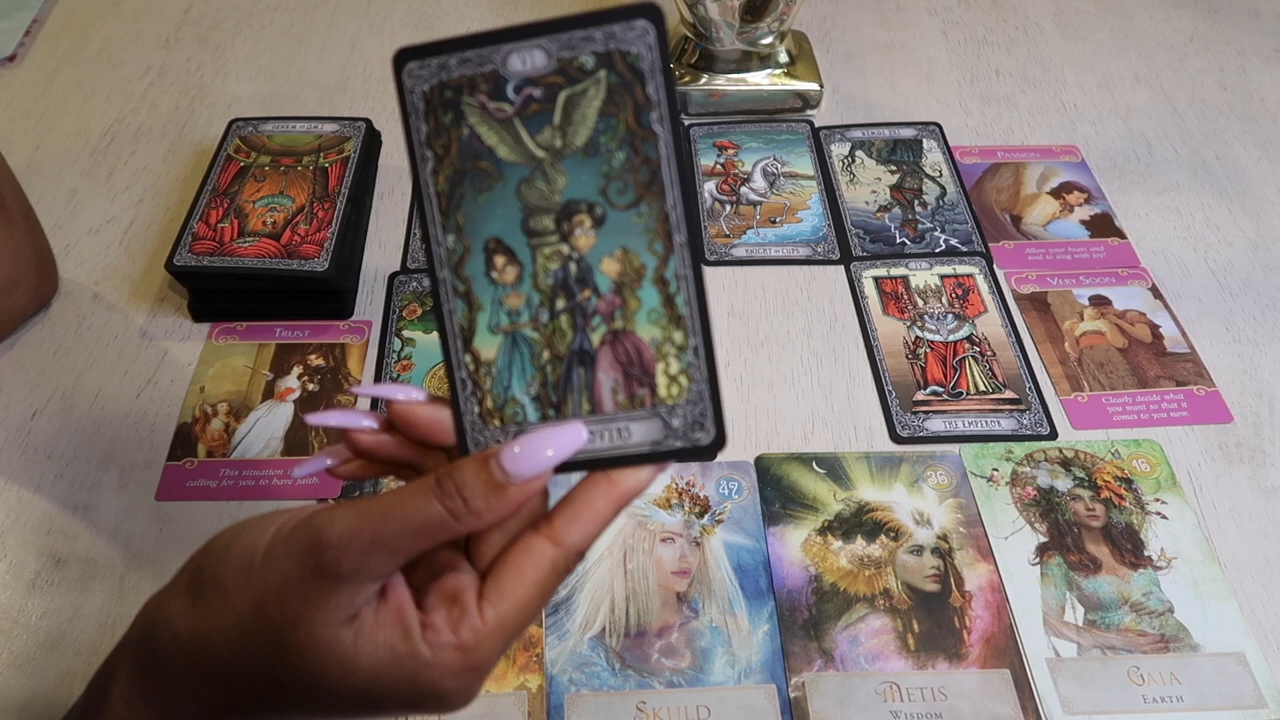 VI
KNIGHT OF CUPS
PASSION
Allow your heart and
soul to sing with joy!
TRUST
This situation
calling for you to have faith.
IV
THE EMPEROR
VERY SOON
Clearly decide what
you want so that it
comes to you now.
47
SKULD
36
METIS
WISDOM
16
GAIA
EARTH